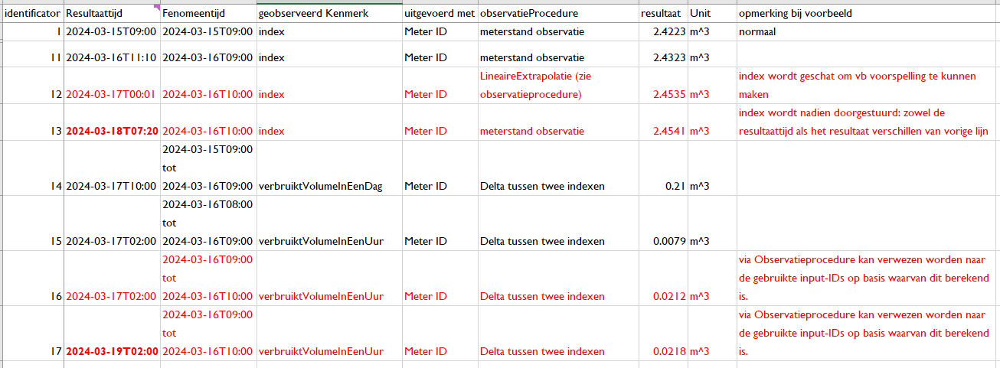 identificator Resultaattijd Fenomeentijd geobserveerd Kenmerk uitgevoerd met observatieProcedure resultaat Unit opmerking bij voorbeeld
1 2024-03-15T09:00 2024-03-15T09:00 index Meter ID meterstand observatie 2.4223 m^3 normaal
11 2024-03-16T11:10 2024-03-16T09:00 index Meter ID meterstand observatie 2.4323 m^3
LineaireExtrapolatie (zie index wordt geschat om vb voorspelling te kunnen
12 2024-03-17T00:01 2024-03-16T10:00 index Meter ID observatieprocedure) 2.4535 m^3 maken
index wordt nadien doorgestuurd: zowel de
13 2024-03-18T07:20 2024-03-16T10:00 index Meter ID meterstand observatie 2.4541 m^3 resultaattijd als het resultaat verschillen van vorige lijn
2024-03-15T09:00
tot
14 2024-03-17T10:00 2024-03-16T09:00 verbruiktVolumeInEenDag Meter ID Delta tussen twee indexen 0.21 m^3
2024-03-16T08:00
tot
15 2024-03-17T02:00 2024-03-16T09:00 verbruiktVolumeInEenUur Meter ID Delta tussen twee indexen 0.0079 m^3
2024-03-16T09:00 via Observatieprocedure kan verwezen worden naar
tot de gebruikte input-IDs op basis waarvan dit berekend
16 2024-03-17T02:00 2024-03-16T10:00 verbruiktVolumeInEenUur Meter ID Delta tussen twee indexen 0.0212 m^3 is.
2024-03-16T09:00 via Observatieprocedure kan verwezen worden naar
tot de gebruikte input-IDs op basis waarvan dit berekend
17 2024-03-19T02:00 2024-03-16T10:00 verbruiktVolumeInEenUur Meter ID Delta tussen twee indexen 0.0218 m^3 is.